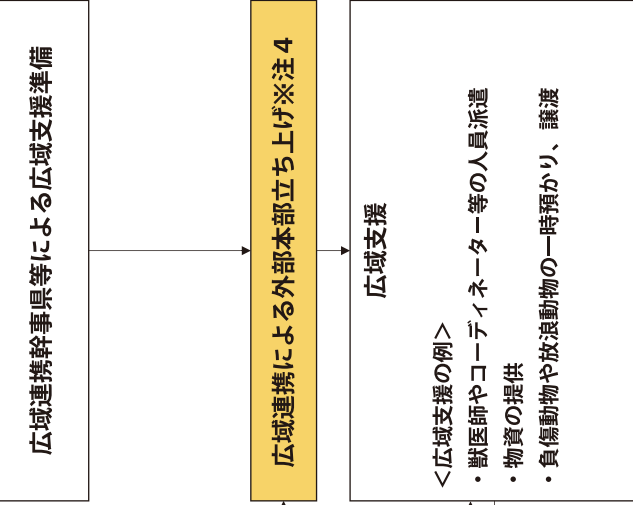 広域連携幹事県等による広域支援準備
広域連携による外部本部立ち上げ※注４
広域支援
＜広域支援の例＞
・獣医師やコーディネーター等の人員派遣
・物資の提供
・負傷動物や放浪動物の一時預かり、譲渡